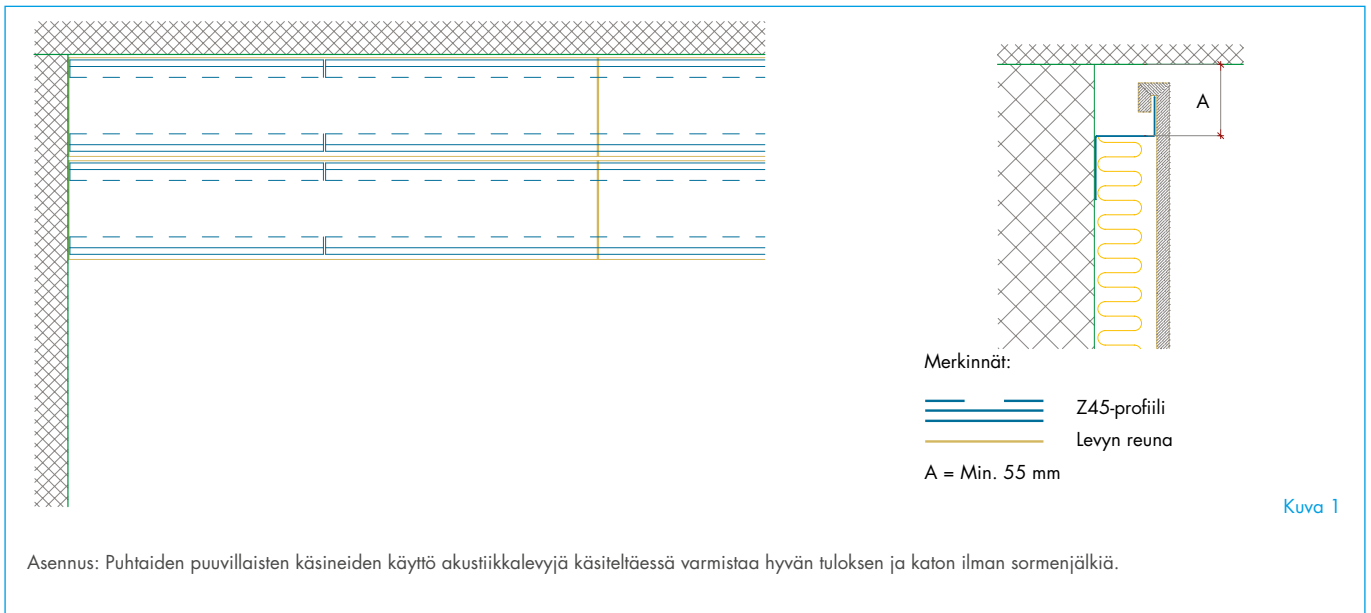 A
Merkinnät:
Z45-profiili
Levyn reuna
A = Min. 55 mm
Kuva 1
Asennus: Puhtaiden puuvillaisten käsineiden käyttö akustiikkalevyjä käsiteltäessä varmistaa hyvän tuloksen ja katon ilman sormenjälkiä.